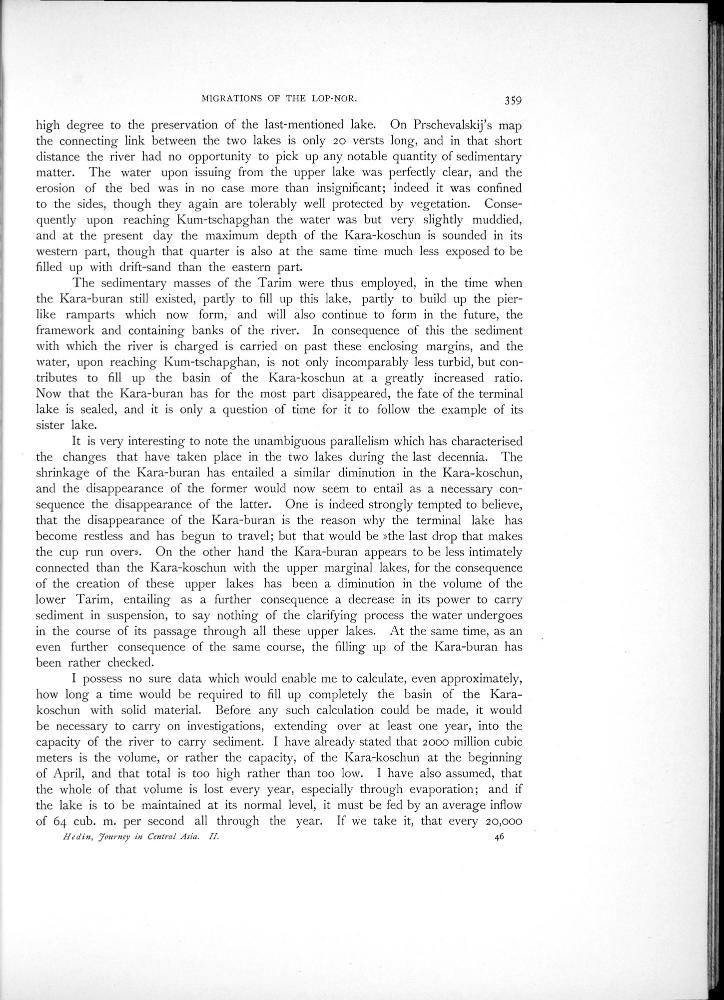 MIGRATIONS OF THE LOP-NOR. 359
high degree to the preservation of the last-mentioned lake. On Prschevalskij's map
the connecting link between the two lakes is only 20 versts long, and in that short
distance the river had no opportunity to pick up any notable quantity of sedimentary
matter. The water upon issuing from the upper lake was perfectly clear, and the
erosion of the bed was in no case more than insignificant; indeed it was confined
to the sides, though they again are tolerably well protected by vegetation. Conse-
quently upon reaching Kum-tschapghan the water was but very slightly muddied,
and at the present day the maximum depth of the Kara-koschun is sounded in its
western part, though that quarter is also at the same time much less exposed to be
filled up with drift-sand than the eastern part.
The sedimentary masses of the Tarim were thus employed, in the time when
the Kara-buran still existed, partly to fill up this lake, partly to build up the pier-
like ramparts which now form, and will also continue to form in the future, the
framework and containing banks of the river. In consequence of this the sediment
with which the river is charged is carried on past these enclosing margins, and the
water, upon reaching Kum-tschapghan, is not only incomparably less turbid, but con-
tributes to fill up the basin of the Kara-koschun at a greatly increased ratio.
Now that the Kara-buran has for the most part disappeared, the fate of the terminal
lake is sealed, and it is only a question of time for it to follow the example of its
sister lake.
It is very interesting to note the unambiguous parallelism which has characterised
the changes that have taken place in the two lakes during the last decennia. The
shrinkage of the Kara-buran has entailed a similar diminution in the Kara-koschun,
and the disappearance of the former would now seem to entail as a necessary con-
sequence the disappearance of the latter. One is indeed strongly tempted to believe,
that the disappearance of the Kara-buran is the reason why the terminal lake has
become restless and has begun to travel; but that would be »the last drop that makes
the cup run over». On the other hand the Kara-buran appears to be less intimately
connected than the Kara-koschun with the upper marginal lakes, for the consequence
of the creation of these upper lakes has been a diminution in the volume of the
lower Tarim, entailing as a further consequence a decrease in its power to carry
sediment in suspension, to say nothing of the clarifying process the water undergoes
in the course of its passage through all these upper lakes. At the same time, as an
even further consequence of the same course, the filling up of the Kara-buran has
been rather checked.
I possess no sure data which would enable me to calculate, even approximately,
how long a time would be required to fill up completely the basin of the Kara-
koschun with solid material. Before any such calculation could be made, it would
be necessary to carry on investigations, extending over at least one year, into the
capacity of the river to carry sediment. I have already stated that 2000 million cubic
meters is the volume, or rather the capacity, of the Kara-koschun at the beginning
of April, and that total is too high rather than too low. I have also assumed, that
the whole of that volume is lost every year, especially through evaporation; and if
the lake is to be maintained at its normal level, it must be fed by an average inflow
of 64 cub. m. per second all through the year. If we take it, that every 20,000
Hedin, Journey in Central Asia. II. 46